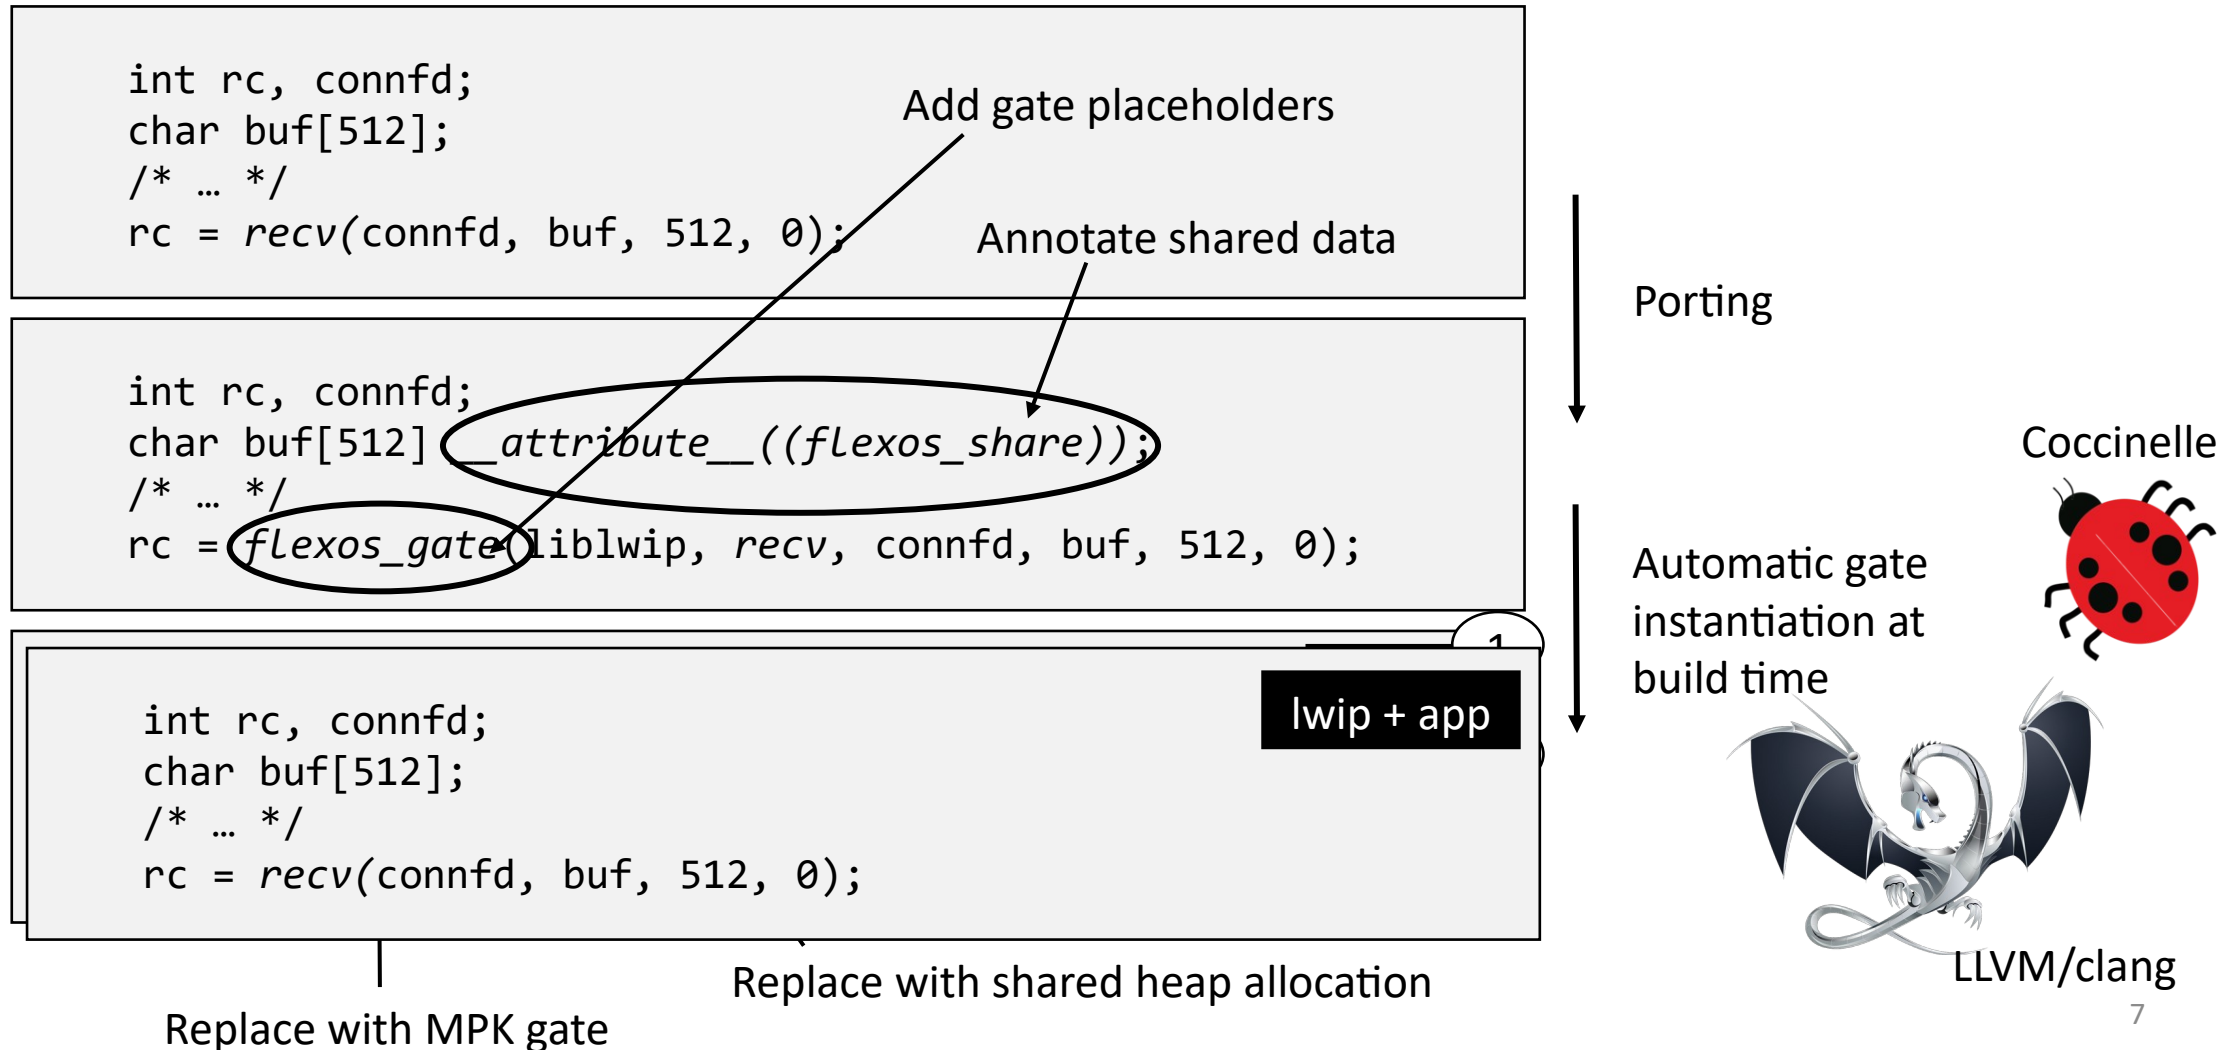 int rc, connfd;
char buf[512];
/* … */
rc = recv(connfd, buf, 512, 0);
Add gate placeholders
Annotate shared data
Porting
int rc, connfd;
char buf[512] __attribute__((flexos_share));
/* … */
rc = flexos_gate(liblwip, recv, connfd, buf, 512, 0);
Automatic gate
instantiation at
build time
Coccinelle
1
lwip + app
int rc, connfd;
char buf[512];
/* … */
rc = recv(connfd, buf, 512, 0);
LLVM/clang
Replace with shared heap allocation
Replace with MPK gate
7